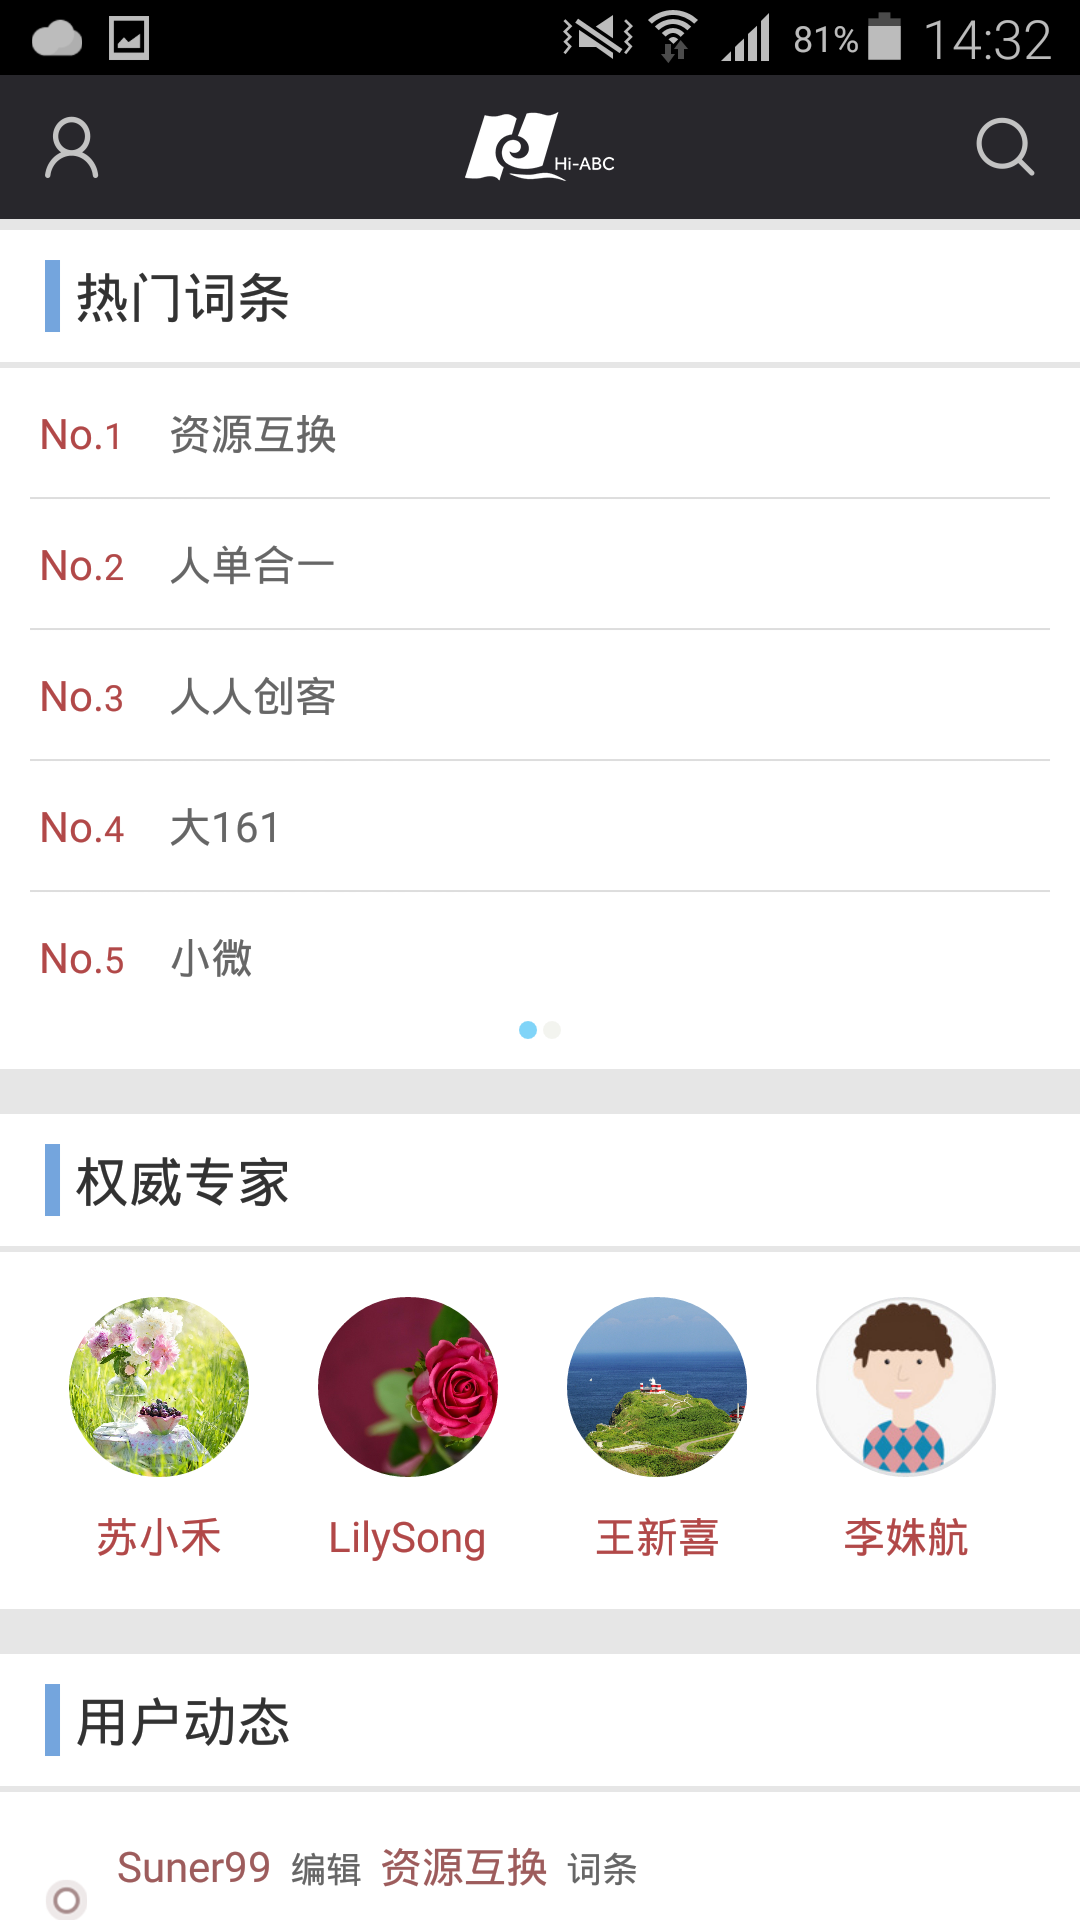 81% 14:32
Hi-ABC
热门词条
No.1 资源互换
No.2 人单合一
No.3 人人创客
No.4 大161
No.5 小微
权威专家
苏小禾 LilySong 王新喜 李姝航
用户动态
Suner99 编辑 资源互换 词条